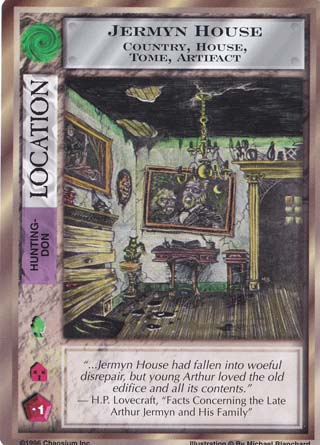 JERMYN HOUSE
COUNTRY, HOUSE,
TOME, ARTIFACT
LOCATION
HUNTING-
DON
-1
"...Jermyn House had fallen into woeful
disrepair, but young Arthur loved the old
edifice and all its contents."
— H.P. Lovecraft, "Facts Concerning the Late
Arthur Jermyn and His Family"
©1996 Chaosium Inc.
Illustration © By Michael Blanchard